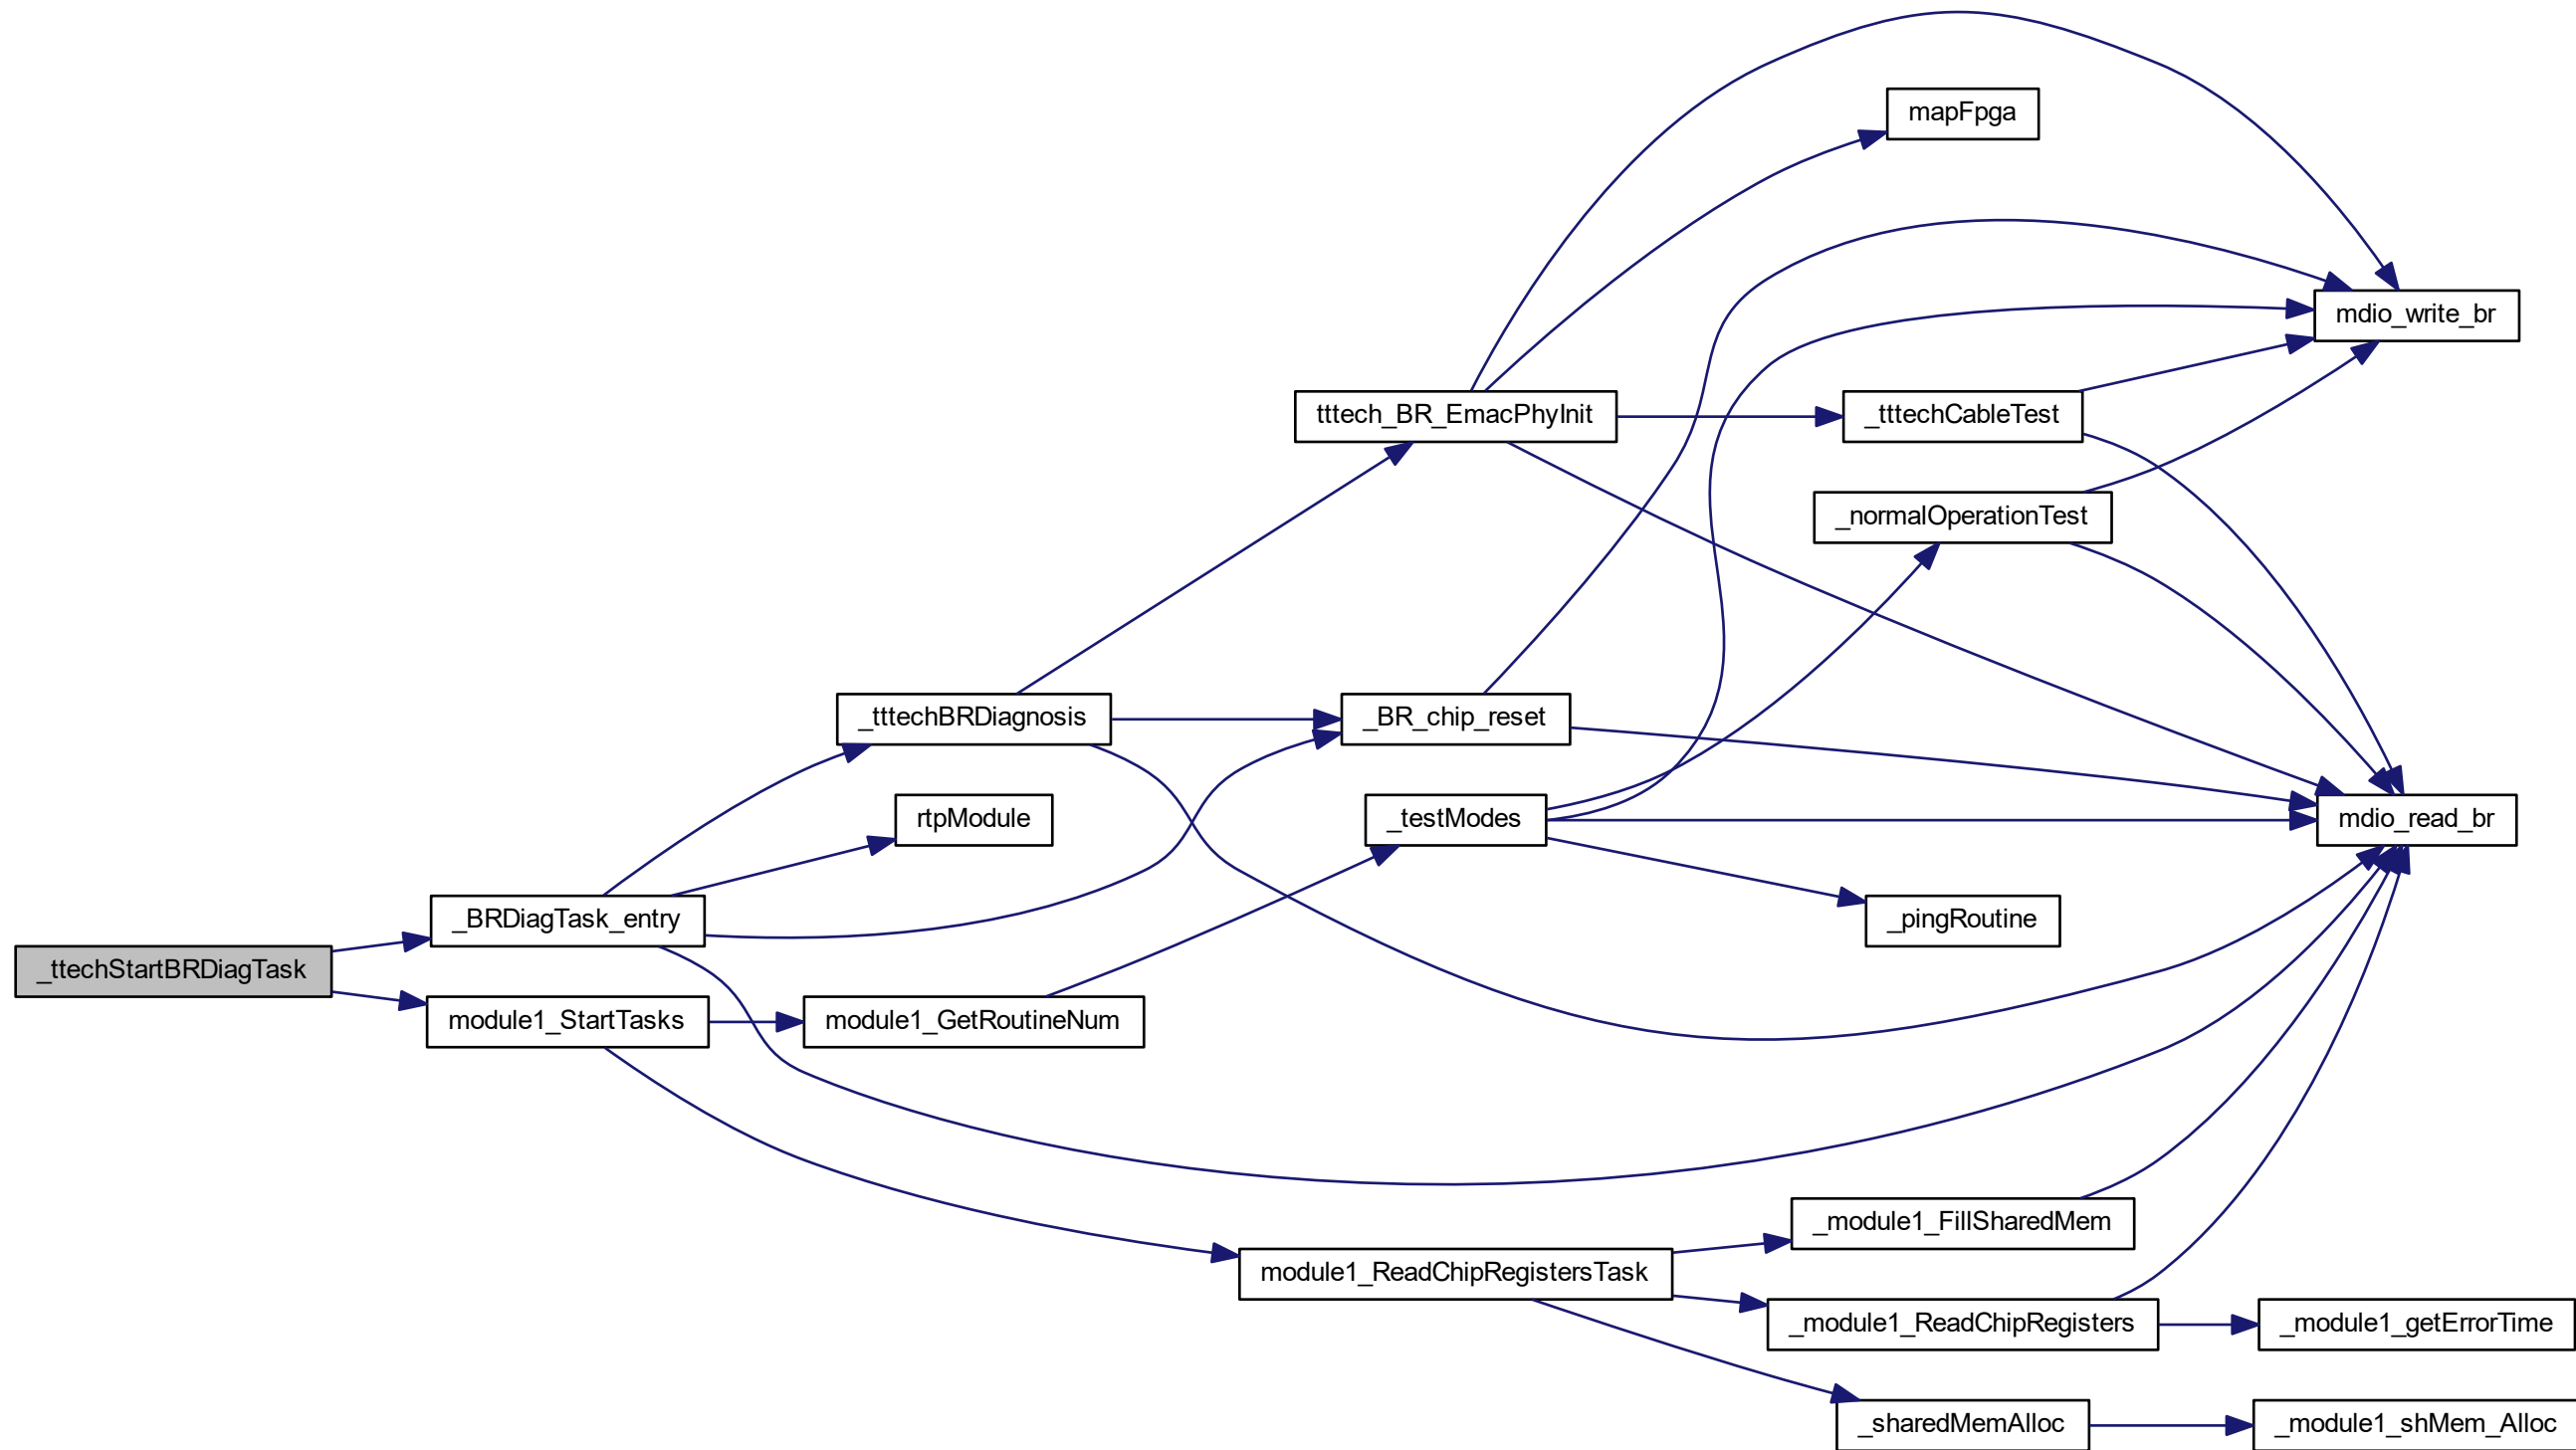 mapFpga
mdio_write_br
tttech_BR_EmacPhyInit
_tttechCableTest
_normalOperationTest
_tttechBRDiagnosis
_BR_chip_reset
rtpModule
_testModes
mdio_read_br
_BRDiagTask_entry
_pingRoutine
_ttechStartBRDiagTask
module1_StartTasks
module1_GetRoutineNum
_module1_FillSharedMem
module1_ReadChipRegistersTask
_module1_ReadChipRegisters
_module1_getErrorTime
_sharedMemAlloc
_module1_shMem_Alloc